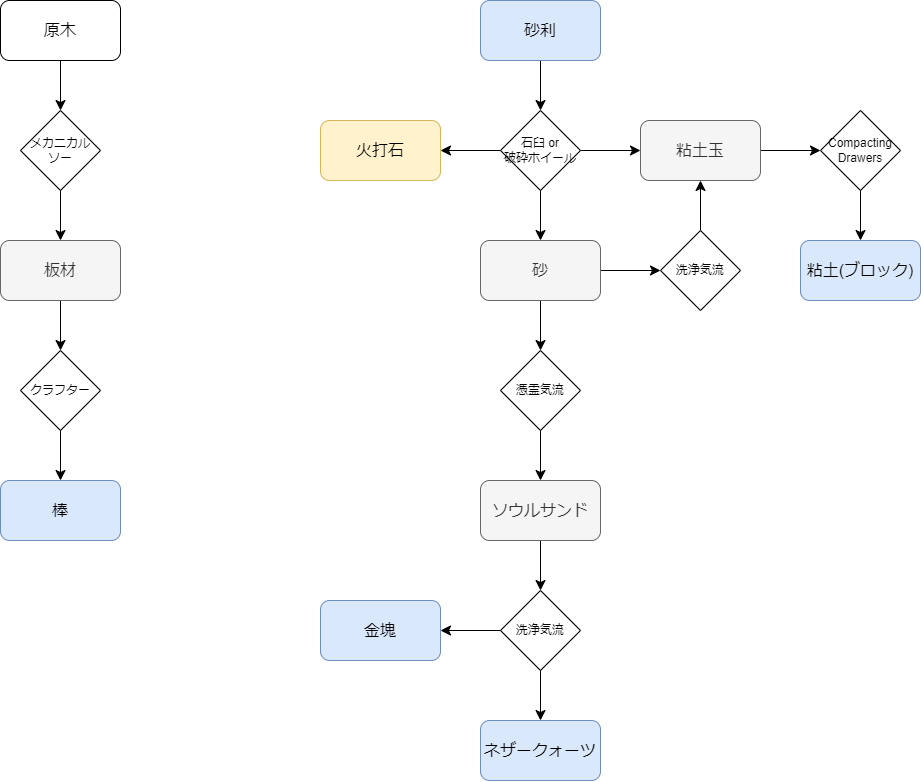 原木
メカニカル
ソー
板材
クラフター
棒
砂利
石臼 or
破砕ホイール
火打石
粘土玉
Compacting
Drawers
粘土(ブロック)
砂
洗浄気流
憑霊気流
ソウルサンド
洗浄気流
金塊
ネザークォーツ